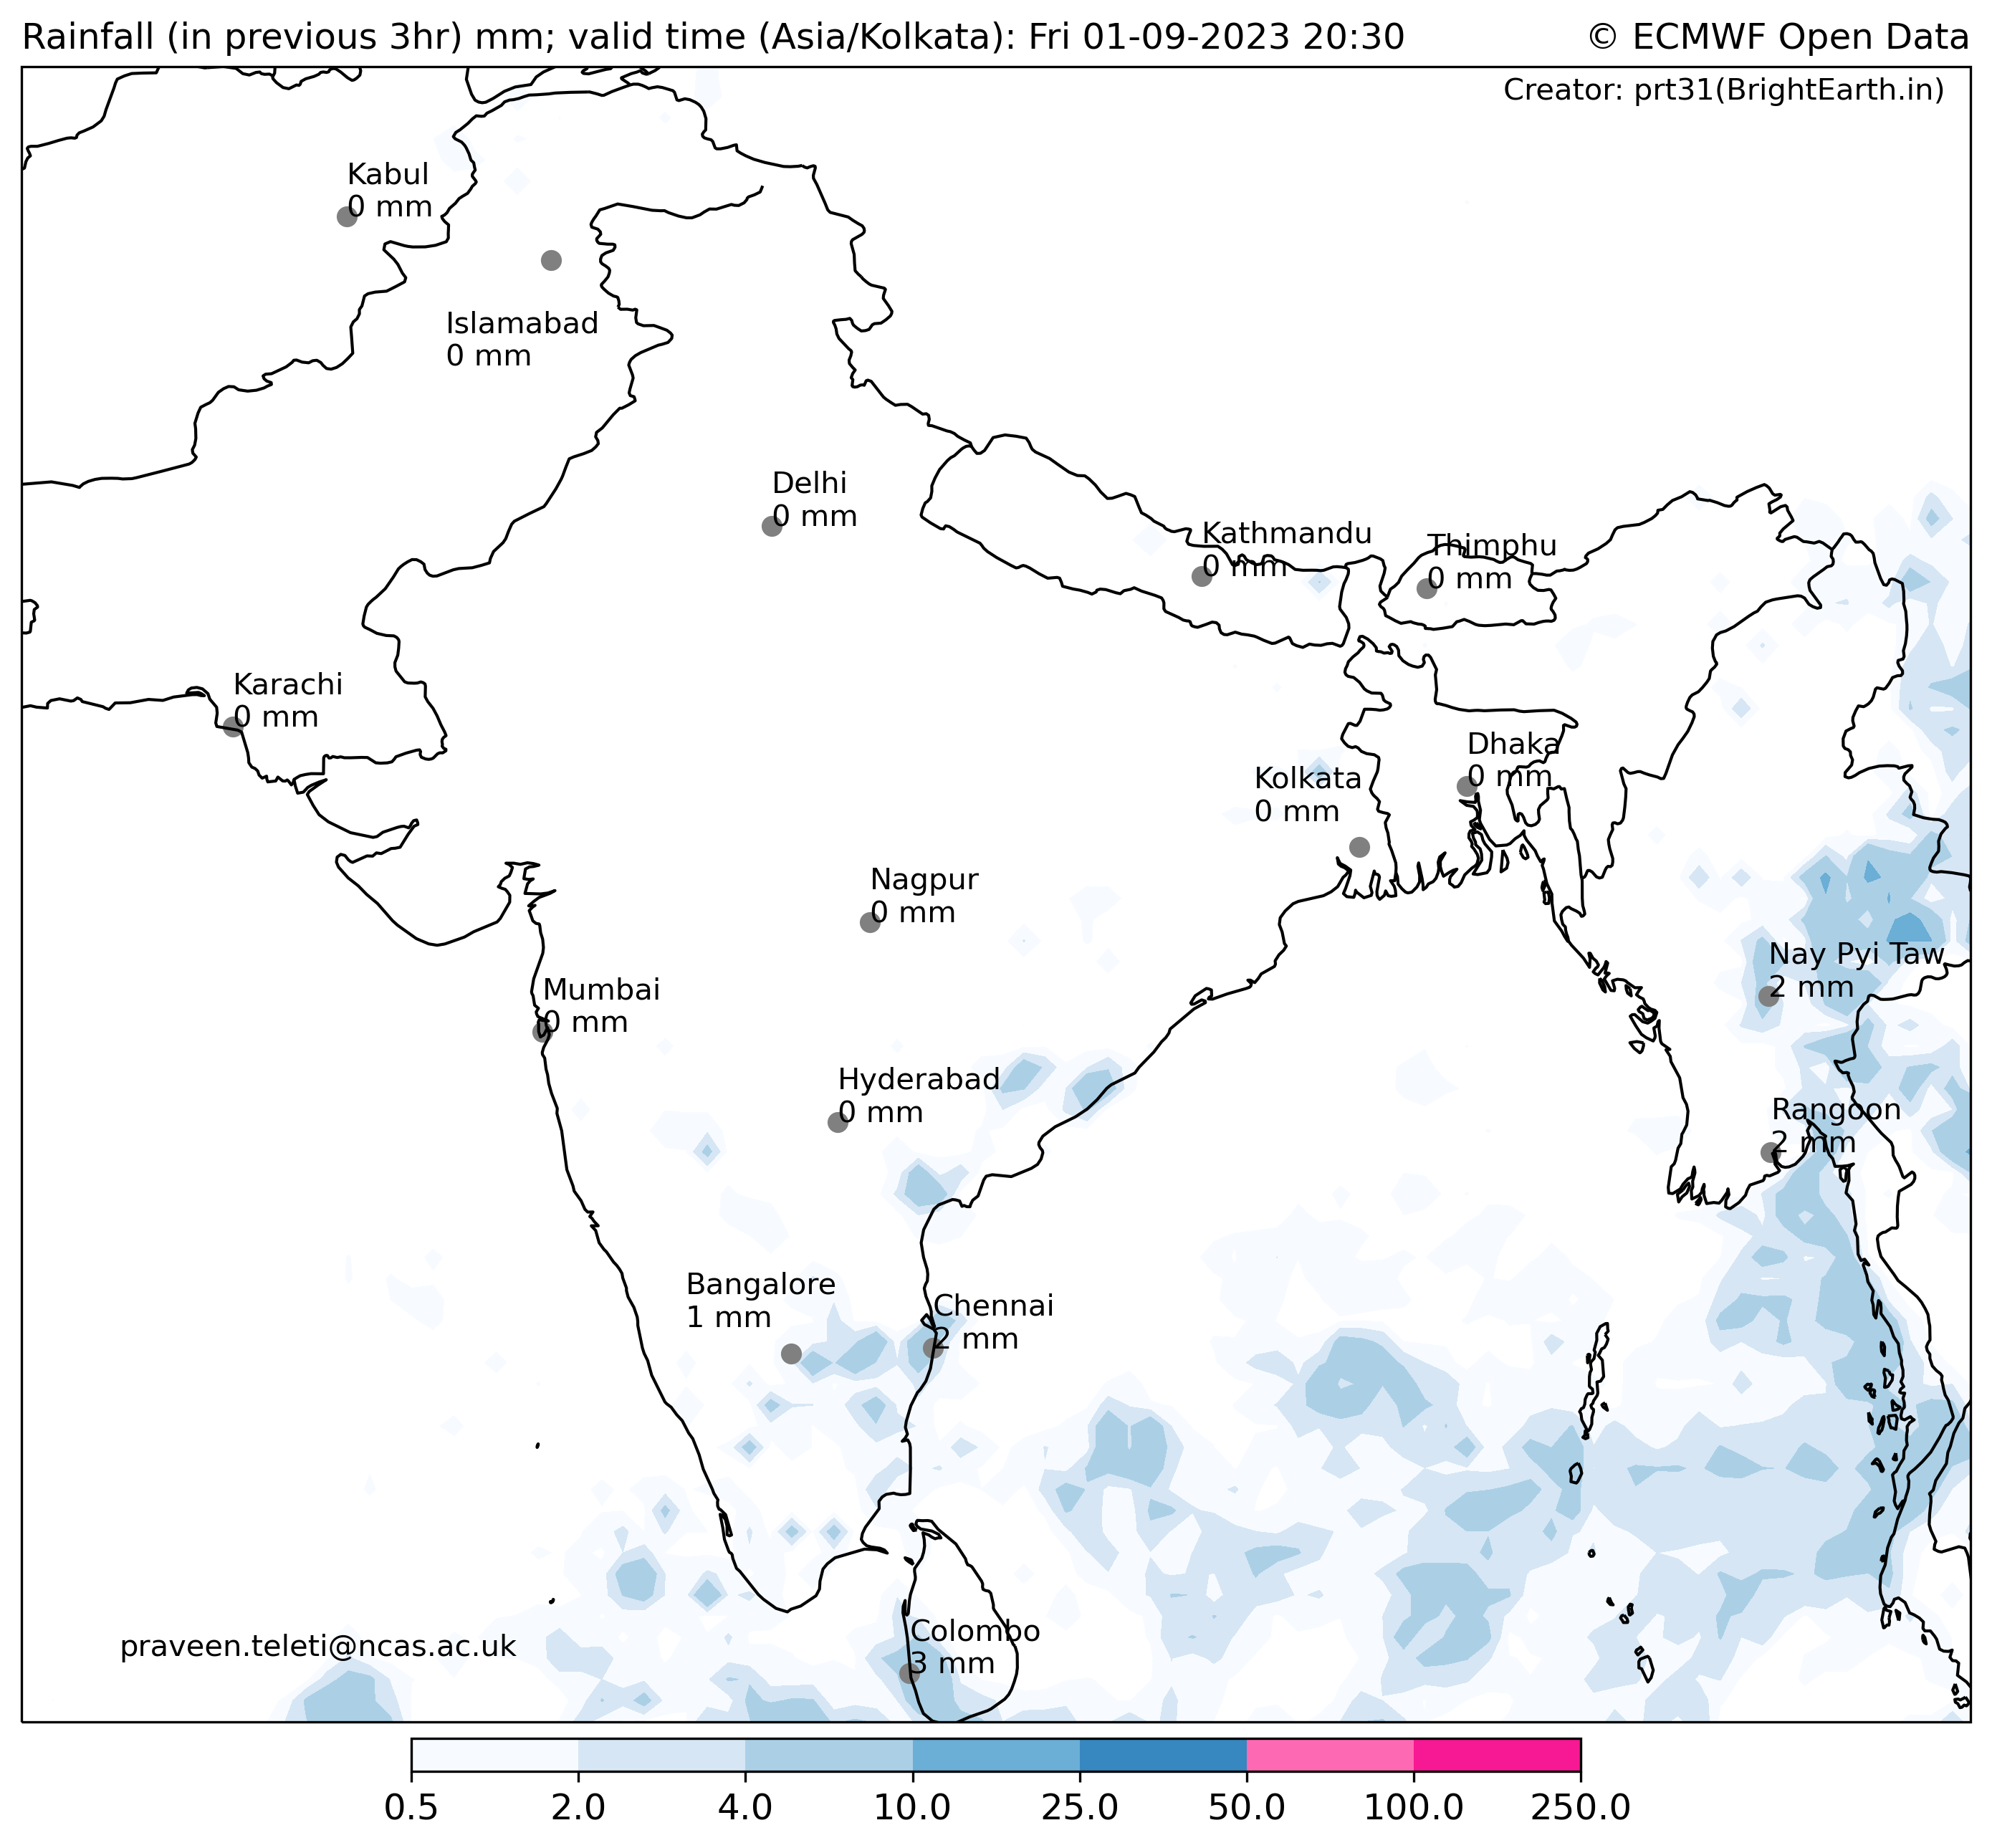 Rainfall (in previous 3hr) mm; valid time (Asia/Kolkata): Fri 01-09-2023 20:30
© ECMWF Open Data
Creator: prt31(BrightEarth.in)
Kabul
0 mm
Islamabad
0 mm
Delhi
0 mm
Kathmandu
0 mm
Thimphu
0 mm
Karachi
0 mm
Dhaka
0 mm
Kolkata
0 mm
Nagpur
0 mm
Nay Pyi Taw
2 mm
Mumbai
0 mm
Hyderabad
0 mm
Rangoon
2 mm
Bangalore
1 mm
Chennai
2 mm
Colombo
3 mm
praveen.teleti@ncas.ac.uk
0.5 2.0 4.0 10.0 25.0 50.0 100.0 250.0